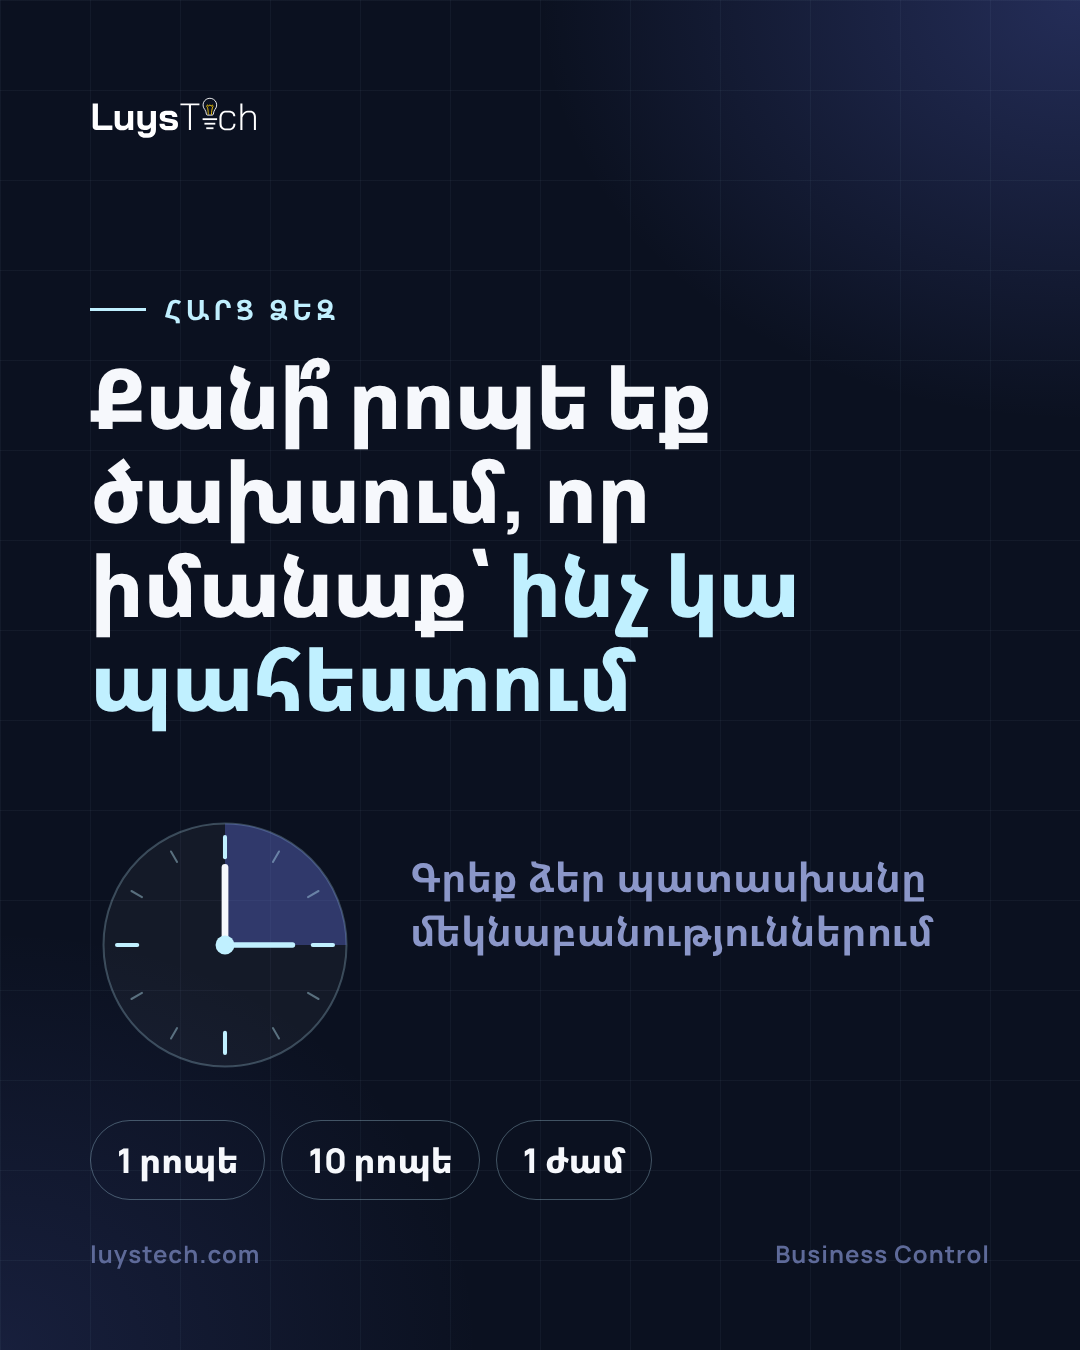 LuysTech
ՀԱՐՑ ՁԵԶ
Քանի՞ րոպե եք
ծախսում, որ
իմանաք՝ ինչ կա
պահեստում
Գրեք ձեր պատասխանը
մեկնաբանություններում
1 րոպե
10 րոպե
1 ժամ
luystech.com
Business Control